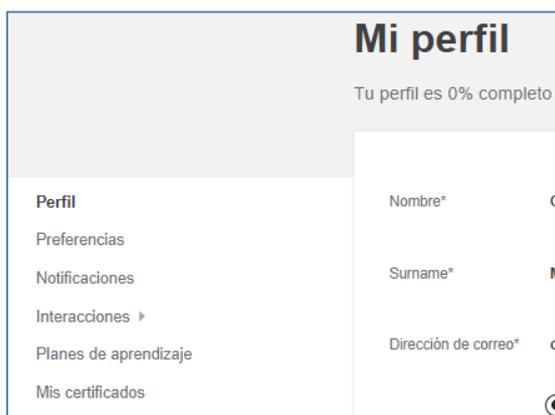 Mi perfil
Tu perfil es 0% completo
Perfil
Preferencias
Notificaciones
Interacciones
Planes de aprendizaje
Mis certificados
Nombre*
Surname*
Dirección de correo*